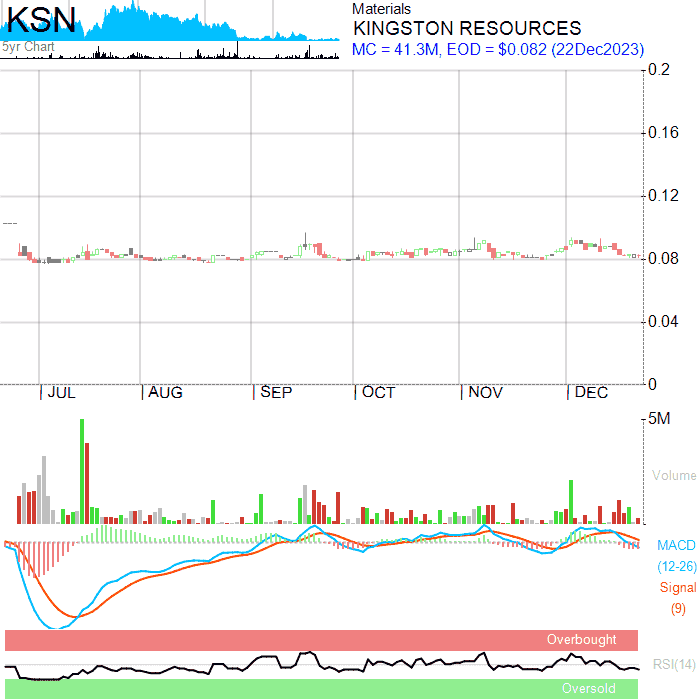 KSN
5yr Chart
Materials
KINGSTON RESOURCES
MC = 41.3M, EOD = $0.082 (22Dec2023)
0.2
0.16
0.12
0.08
0.04
0
JUL AUG SEP OCT NOV DEC
5M
Volume
MACD
(12-26)
Signal
(9)
Overbought
RSI(14)
Oversold